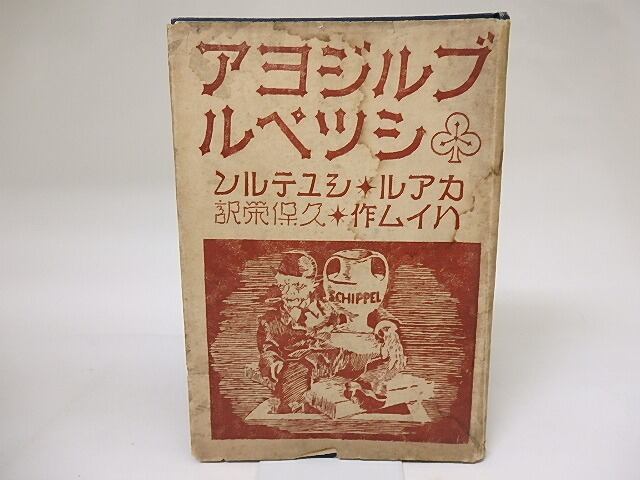 ブルジヨア
シツペル
カアル✶シユテルン
ハイム作✶久保栄訳
SCHIPPEL